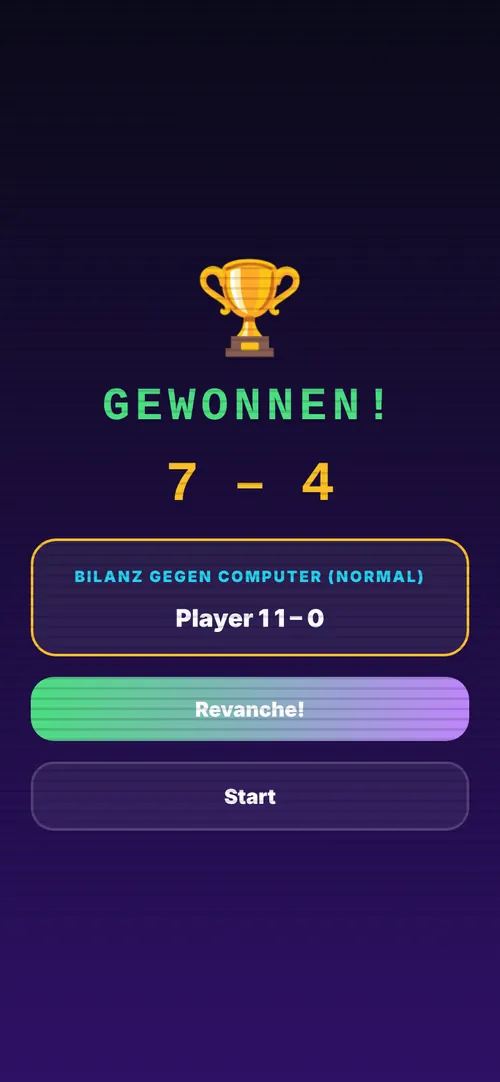 GEWONNEN!
7 – 4
BILANZ GEGEN COMPUTER (NORMAL)
Player 1 1 – 0
Revanche!
Start